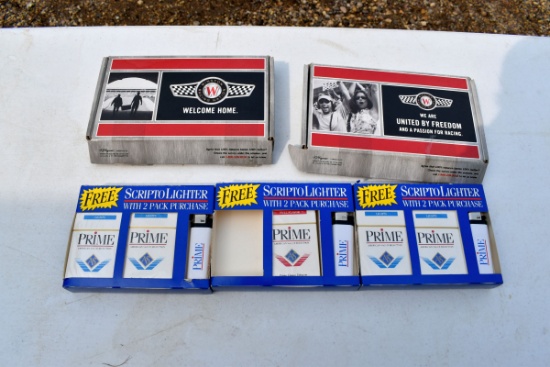 W
WELCOME HOME.
W
WE ARE
UNITED BY FREEDOM
AND A PASSION FOR RACING.
FREE
SCRIPTO LIGHTER
WITH 2 PACK PURCHASE
PRIME
PRIME
PRIME
FREE
SCRIPTO LIGHTER
WITH 2 PACK PURCHASE
PRIME
PRIME
FREE
SCRIPTO LIGHTER
WITH 2 PACK PURCHASE
PRIME
PRIME
PRIME